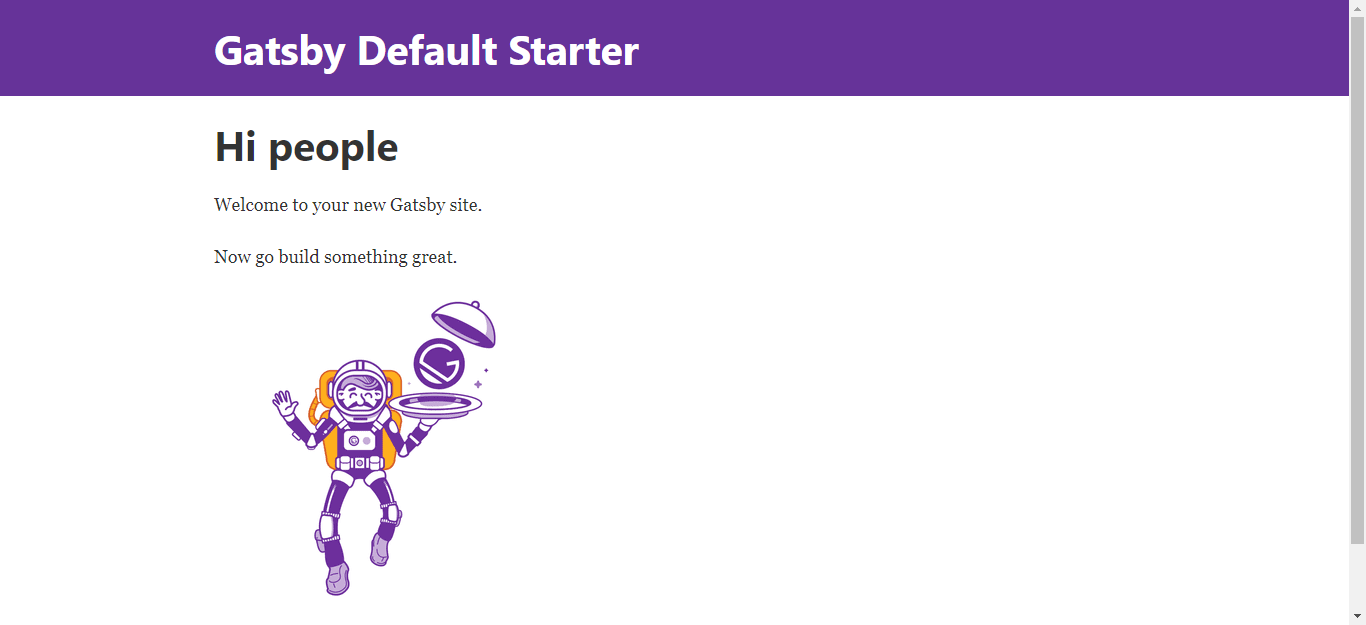 Gatsby Default Starter
Hi people
Welcome to your new Gatsby site.
Now go build something great.